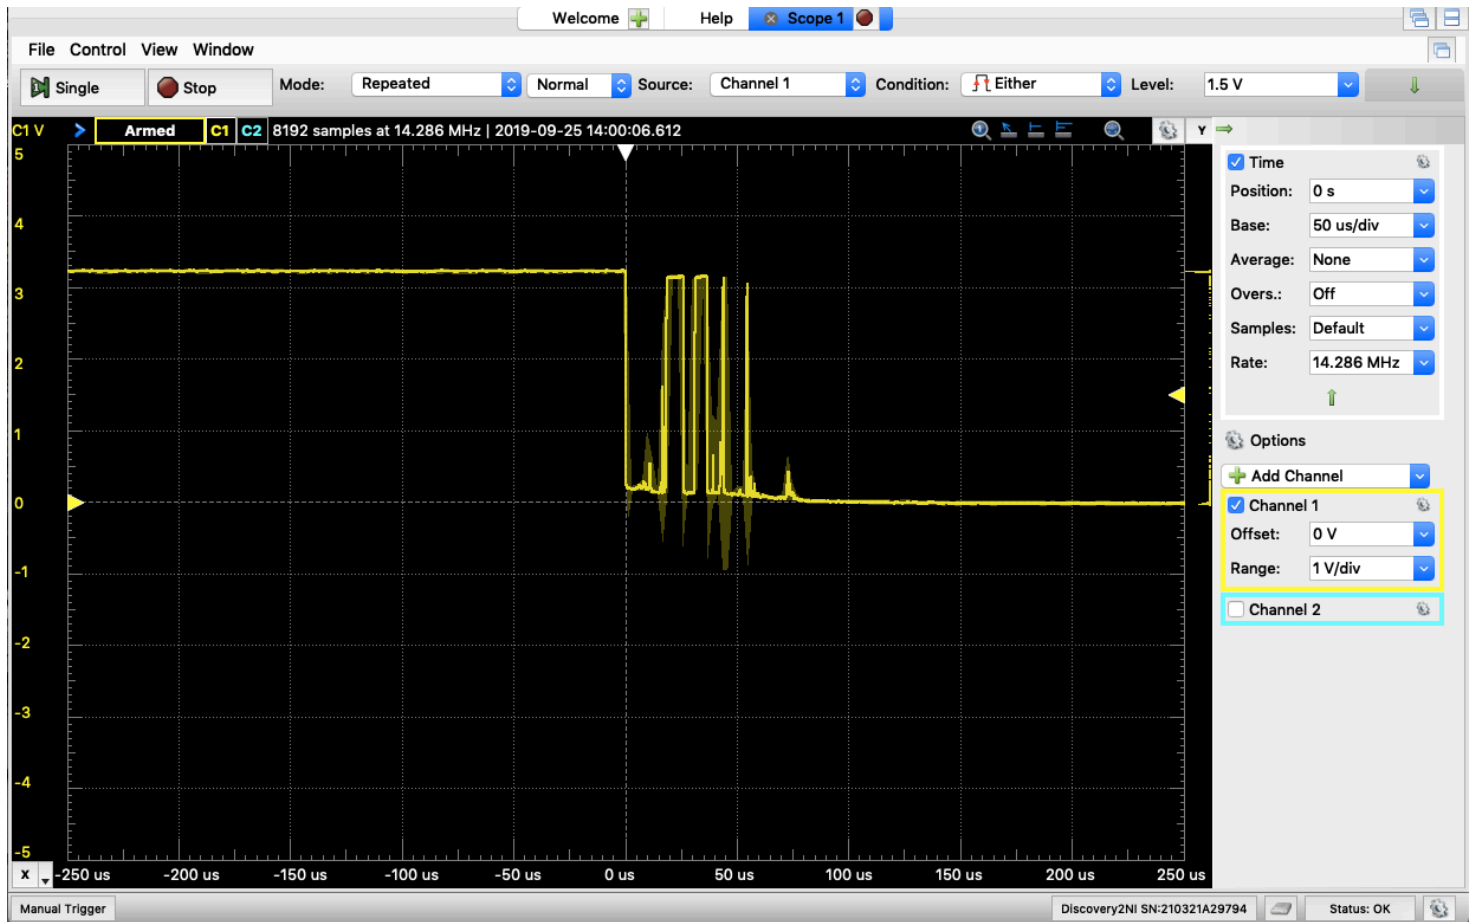 Welcome Help Scope 1
File Control View Window
Single Stop Mode: Repeated Normal Source: Channel 1 Condition: Either Level: 1.5 V
C1 V Armed C1 C2 8192 samples at 14.286 MHz | 2019-09-25 14:00:06.612 Y
5
4
3
2
1
0
-1
-2
-3
-4
-5
X -250 us -200 us -150 us -100 us -50 us 0 us 50 us 100 us 150 us 200 us 250 us
Time
Position: 0 s
Base: 50 us/div
Average: None
Overs.: Off
Samples: Default
Rate: 14.286 MHz
Options
Add Channel
Channel 1
Offset: 0 V
Range: 1 V/div
Channel 2
Manual Trigger Discovery2NI SN:210321A29794 Status: OK